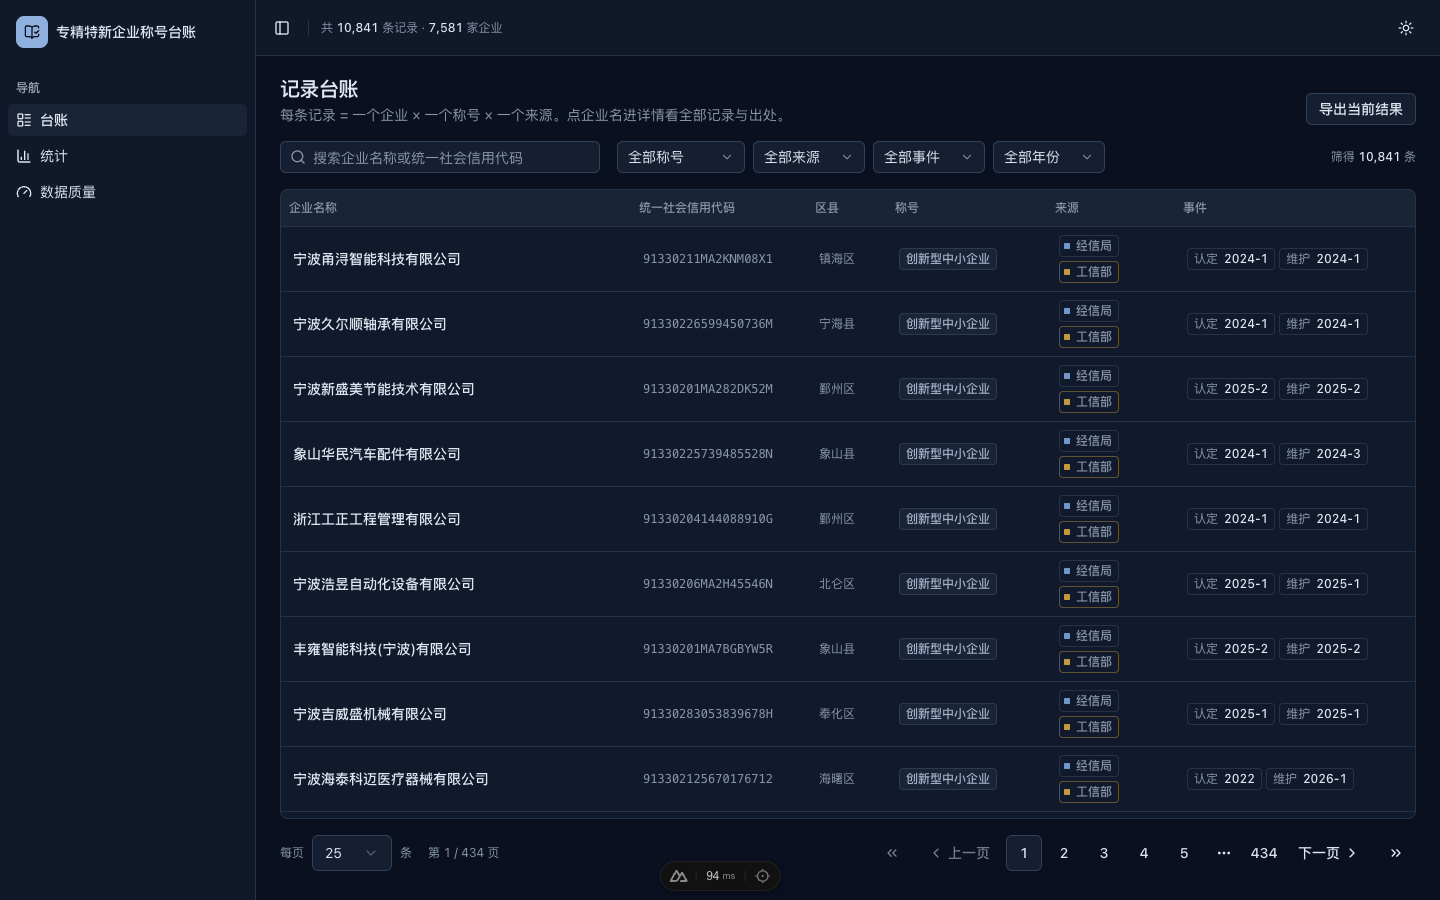 专精特新企业称号台账
导航
台账
统计
数据质量
共 10,841 条记录 · 7,581 家企业
记录台账
每条记录 = 一个企业 × 一个称号 × 一个来源。点企业名进详情看全部记录与出处。
导出当前结果
搜索企业名称或统一社会信用代码
全部称号
全部来源
全部事件
全部年份
筛得 10,841 条
企业名称 统一社会信用代码 区县 称号 来源 事件
宁波甬浔智能科技有限公司 91330211MA2KNM08X1 镇海区 创新型中小企业 经信局 工信部 认定 2024-1 维护 2024-1
宁波久尔顺轴承有限公司 91330226599450736M 宁海县 创新型中小企业 经信局 工信部 认定 2024-1 维护 2024-1
宁波新盛美节能技术有限公司 91330201MA282DK52M 鄞州区 创新型中小企业 经信局 工信部 认定 2025-2 维护 2025-2
象山华民汽车配件有限公司 91330225739485528N 象山县 创新型中小企业 经信局 工信部 认定 2024-1 维护 2024-3
浙江工正工程管理有限公司 91330204144088910G 鄞州区 创新型中小企业 经信局 工信部 认定 2024-1 维护 2024-1
宁波浩昱自动化设备有限公司 91330206MA2H45546N 北仑区 创新型中小企业 经信局 工信部 认定 2025-1 维护 2025-1
丰雍智能科技(宁波)有限公司 91330201MA7BGBYW5R 象山县 创新型中小企业 经信局 工信部 认定 2025-2 维护 2025-2
宁波吉威盛机械有限公司 91330283053839678H 奉化区 创新型中小企业 经信局 工信部 认定 2025-1 维护 2025-1
宁波海泰科迈医疗器械有限公司 913302125670176712 海曙区 创新型中小企业 经信局 工信部 认定 2022 维护 2026-1
每页 25 条 第 1 / 434 页
上一页 1 2 3 4 5 ··· 434 下一页
94 ms